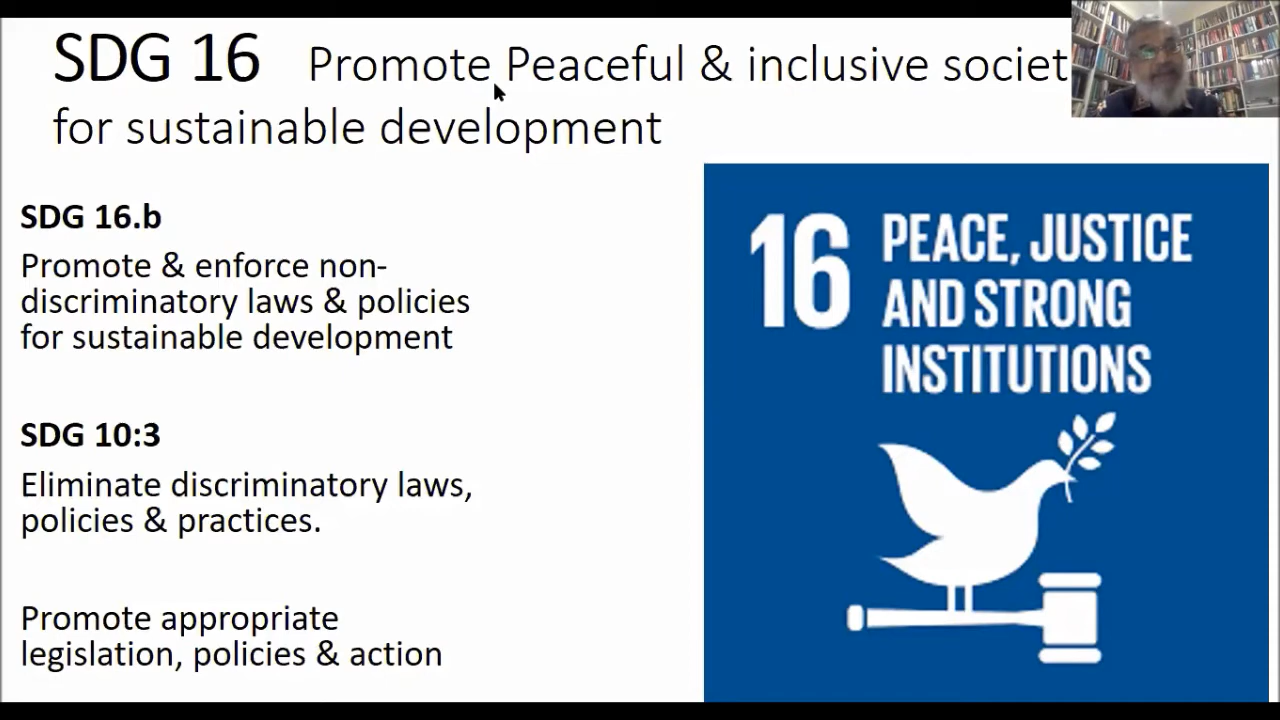 SDG 16 Promote Peaceful & inclusive societ
for sustainable development
SDG 16.b
Promote & enforce non-
discriminatory laws & policies
for sustainable development
SDG 10:3
Eliminate discriminatory laws,
policies & practices.
Promote appropriate
legislation, policies & action
16 PEACE, JUSTICE
AND STRONG
INSTITUTIONS